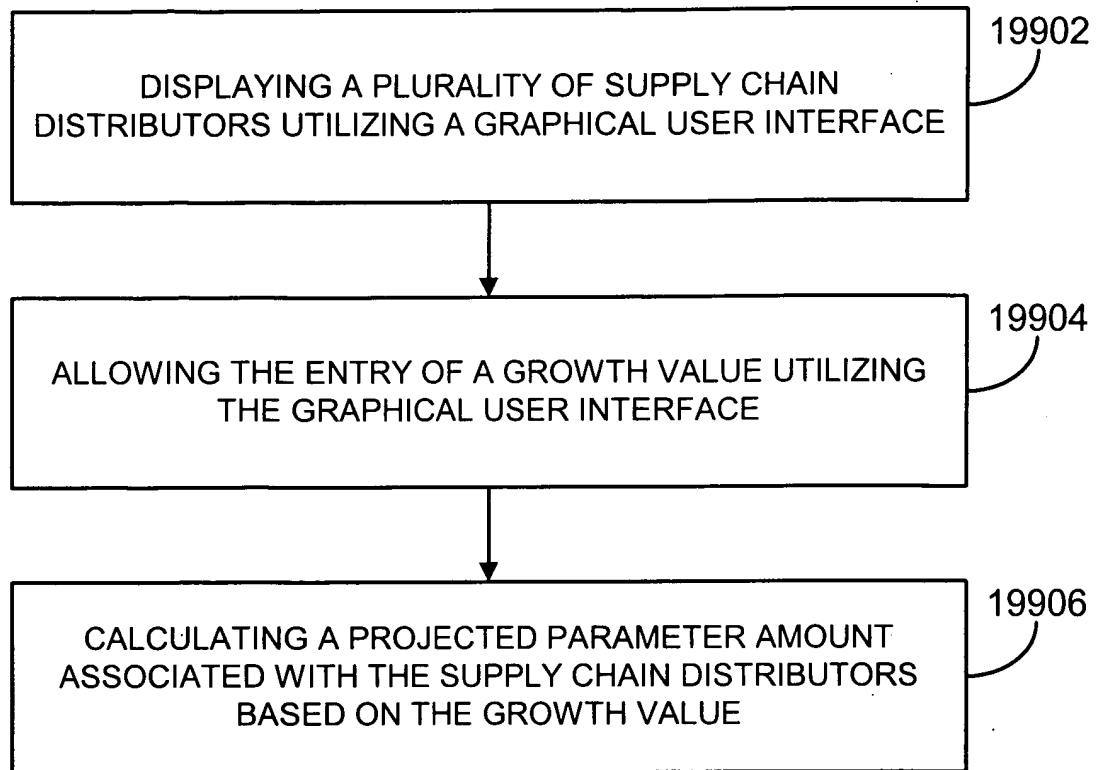 19902
DISPLAYING A PLURALITY OF SUPPLY CHAIN
DISTRIBUTORS UTILIZING A GRAPHICAL USER INTERFACE
19904
ALLOWING THE ENTRY OF A GROWTH VALUE UTILIZING
THE GRAPHICAL USER INTERFACE
19906
CALCULATING A PROJECTED PARAMETER AMOUNT
ASSOCIATED WITH THE SUPPLY CHAIN DISTRIBUTORS
BASED ON THE GROWTH VALUE